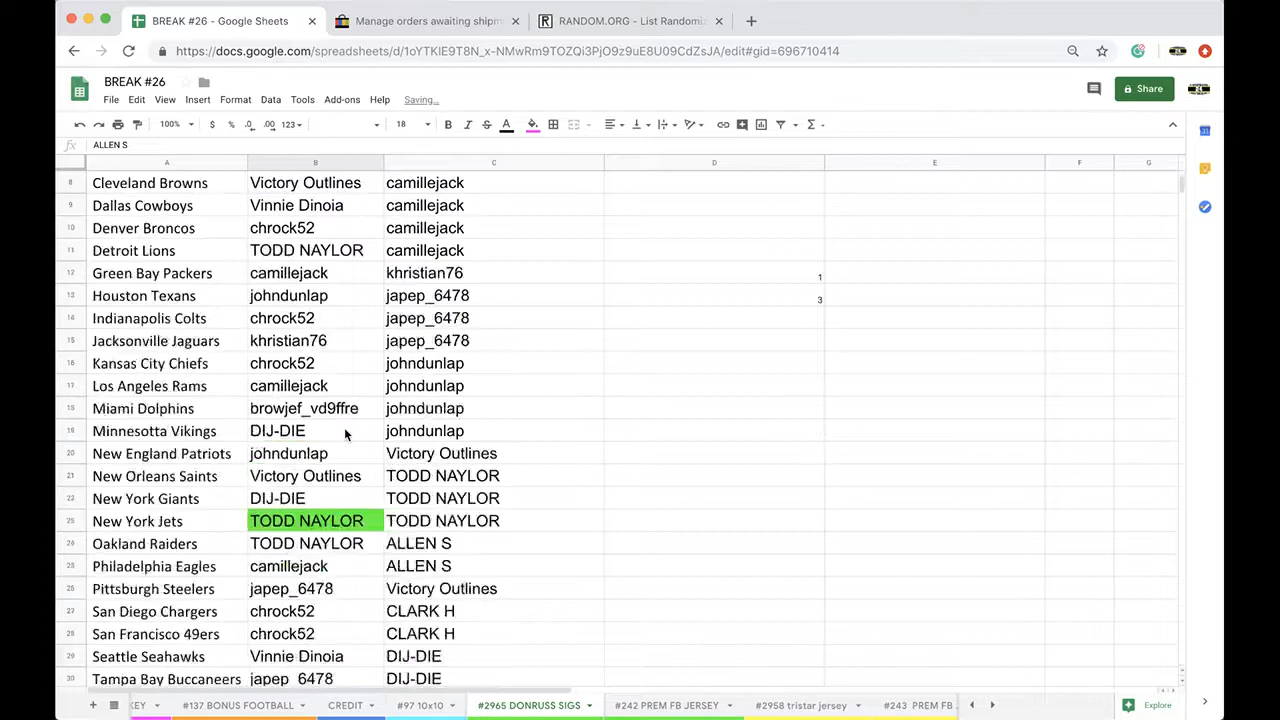 BREAK #26 - Google Sheets
Manage orders awaiting shipm
RANDOM.ORG - List Randomiz
https://docs.google.com/spreadsheets/d/1oYTKlE9T8N_x-NMwRm9TOZQi3PjO9z9uE8U09CdZsJA/edit#gid=696710414
BREAK #26
File Edit View Insert Format Data Tools Add-ons Help Saving...
Share
100% $ % .0 .00 123 18 B I S A
fx ALLEN S
A B C D E F G
8 Cleveland Browns Victory Outlines camillejack
9 Dallas Cowboys Vinnie Dinoia camillejack
10 Denver Broncos chrock52 camillejack
11 Detroit Lions TODD NAYLOR camillejack
12 Green Bay Packers camillejack khristian76 1
13 Houston Texans johndunlap japep_6478 3
14 Indianapolis Colts chrock52 japep_6478
15 Jacksonville Jaguars khristian76 japep_6478
16 Kansas City Chiefs chrock52 johndunlap
17 Los Angeles Rams camillejack johndunlap
18 Miami Dolphins browjef_vd9ffre johndunlap
19 Minnesotta Vikings DIJ-DIE johndunlap
20 New England Patriots johndunlap Victory Outlines
21 New Orleans Saints Victory Outlines TODD NAYLOR
22 New York Giants DIJ-DIE TODD NAYLOR
23 New York Jets TODD NAYLOR TODD NAYLOR
24 Oakland Raiders TODD NAYLOR ALLEN S
25 Philadelphia Eagles camillejack ALLEN S
26 Pittsburgh Steelers japep_6478 Victory Outlines
27 San Diego Chargers chrock52 CLARK H
28 San Francisco 49ers chrock52 CLARK H
29 Seattle Seahawks Vinnie Dinoia DIJ-DIE
30 Tampa Bay Buccaneers japep_6478 DIJ-DIE
KEY #137 BONUS FOOTBALL CREDIT #97 10x10 #2965 DONRUSS SIGS #242 PREM FB JERSEY #2958 tristar jersey #243 PREM FB Explore